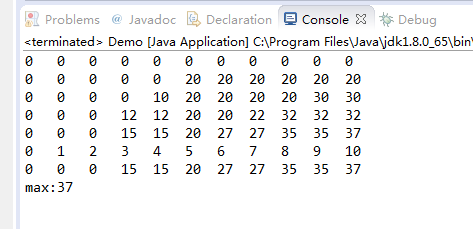 Problems @ Javadoc Declaration Console Debug
<terminated> Demo [Java Application] C:\Program Files\Java\jdk1.8.0_65\bin\
0 0 0 0 0 0 0 0 0 0 0
0 0 0 0 0 20 20 20 20 20 20
0 0 0 0 10 20 20 20 20 30 30
0 0 0 12 12 20 20 22 32 32 32
0 0 0 15 15 20 27 27 35 35 37
0 1 2 3 4 5 6 7 8 9 10
0 0 0 15 15 20 27 27 35 35 37
max:37